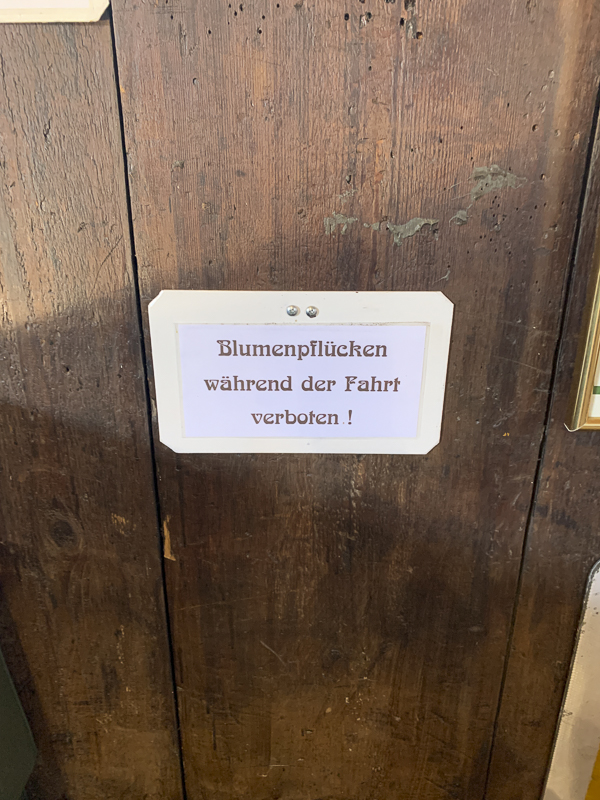 Blumenpflücken
während der Fahrt
verboten !